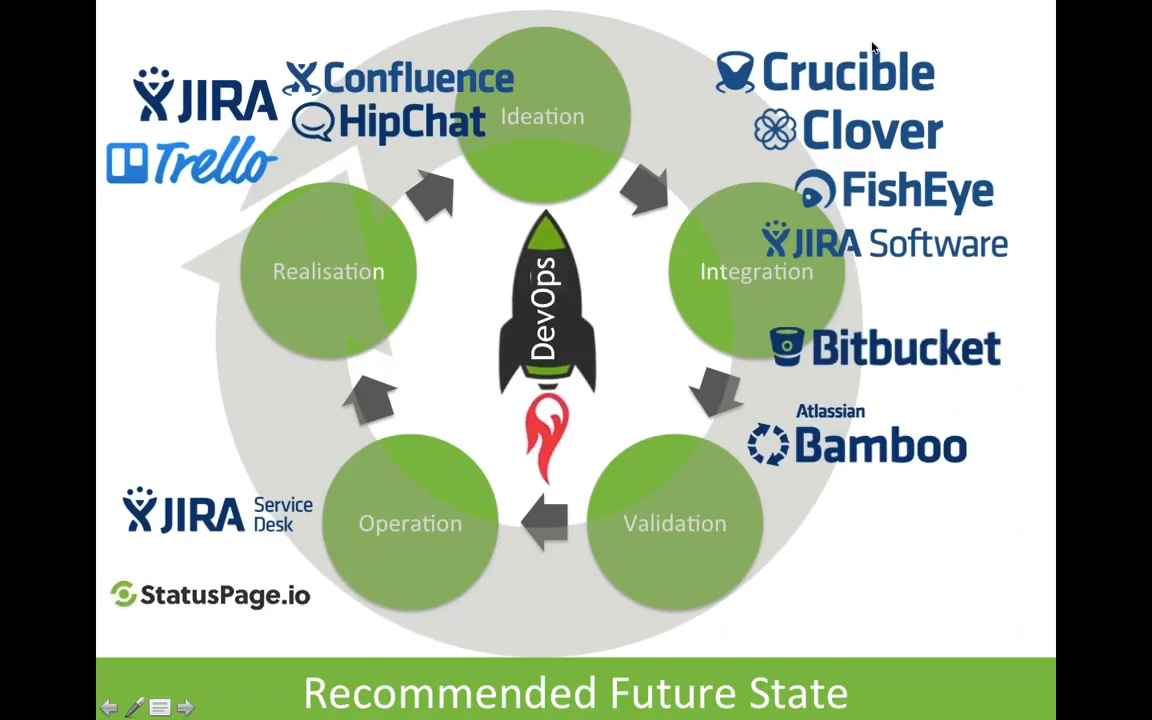 JIRA
Confluence
HipChat
Trello
Ideation
Crucible
Clover
FishEye
JIRA Software
Realisation
Integration
DevOps
Bitbucket
Atlassian
Bamboo
JIRA Service
Desk
Operation
Validation
StatusPage.io
Recommended Future State